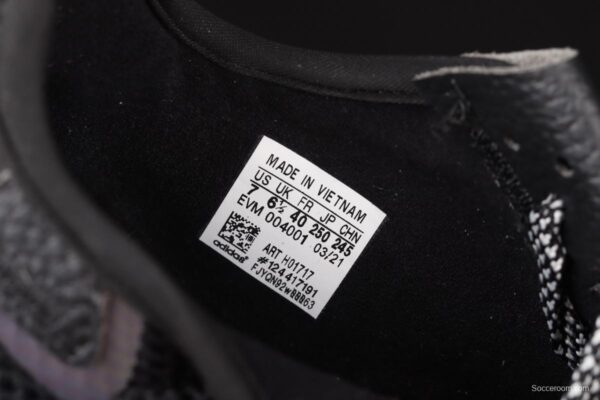 MADE IN VIETNAM
US UK FR JP CHN
7 6½ 40 250 245
EVM 004001 03/21
ART H01717
#124417191
adidas®
FJYQN92wBBB63
Socceroom.com